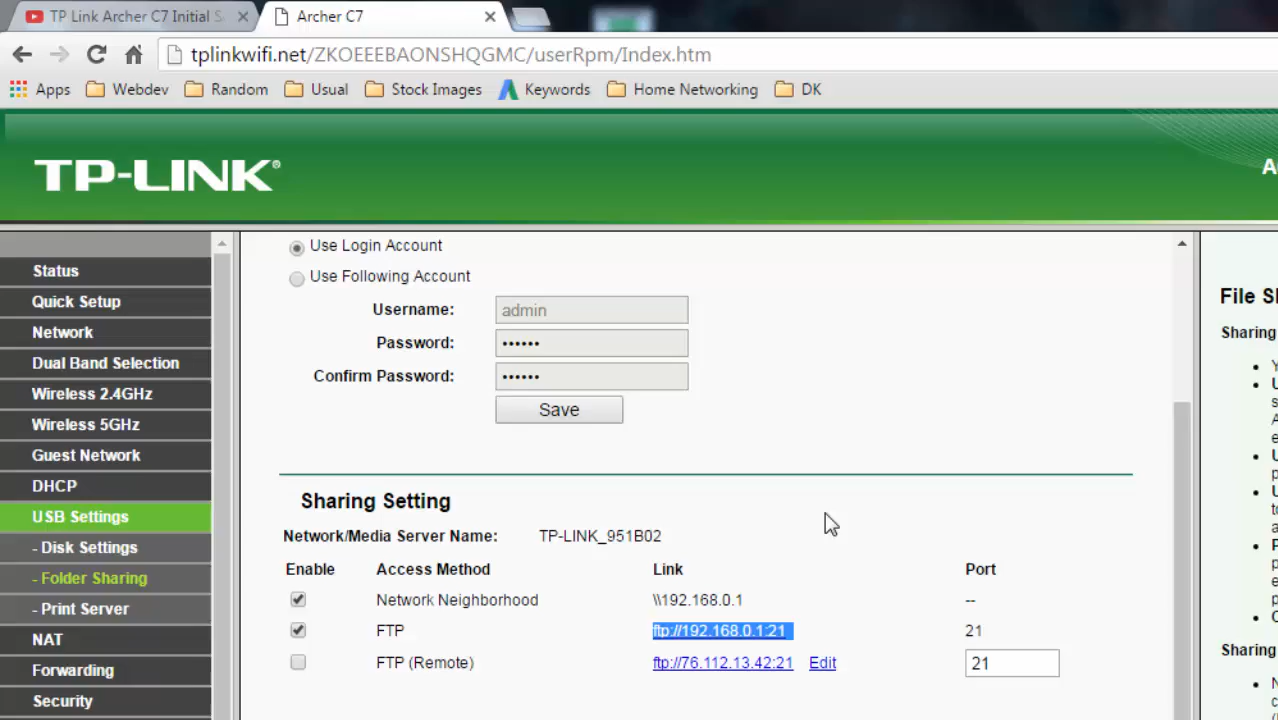 TP Link Archer C7 Initial S
Archer C7
tplinkwifi.net/ZKOEEEBAONSHQGMC/userRpm/Index.htm
Apps Webdev Random Usual Stock Images Keywords Home Networking DK
TP-LINK®
A
Status
Quick Setup
Network
Dual Band Selection
Wireless 2.4GHz
Wireless 5GHz
Guest Network
DHCP
USB Settings
- Disk Settings
- Folder Sharing
- Print Server
NAT
Forwarding
Security
Use Login Account
Use Following Account
Username: admin
Password: ••••••
Confirm Password: ••••••
Save
Sharing Setting
Network/Media Server Name: TP-LINK_951B02
Enable Access Method Link Port
Network Neighborhood \\192.168.0.1 --
FTP ftp://192.168.0.1:21 21
FTP (Remote) ftp://76.112.13.42:21 Edit 21
File S
Sharing
Sharing